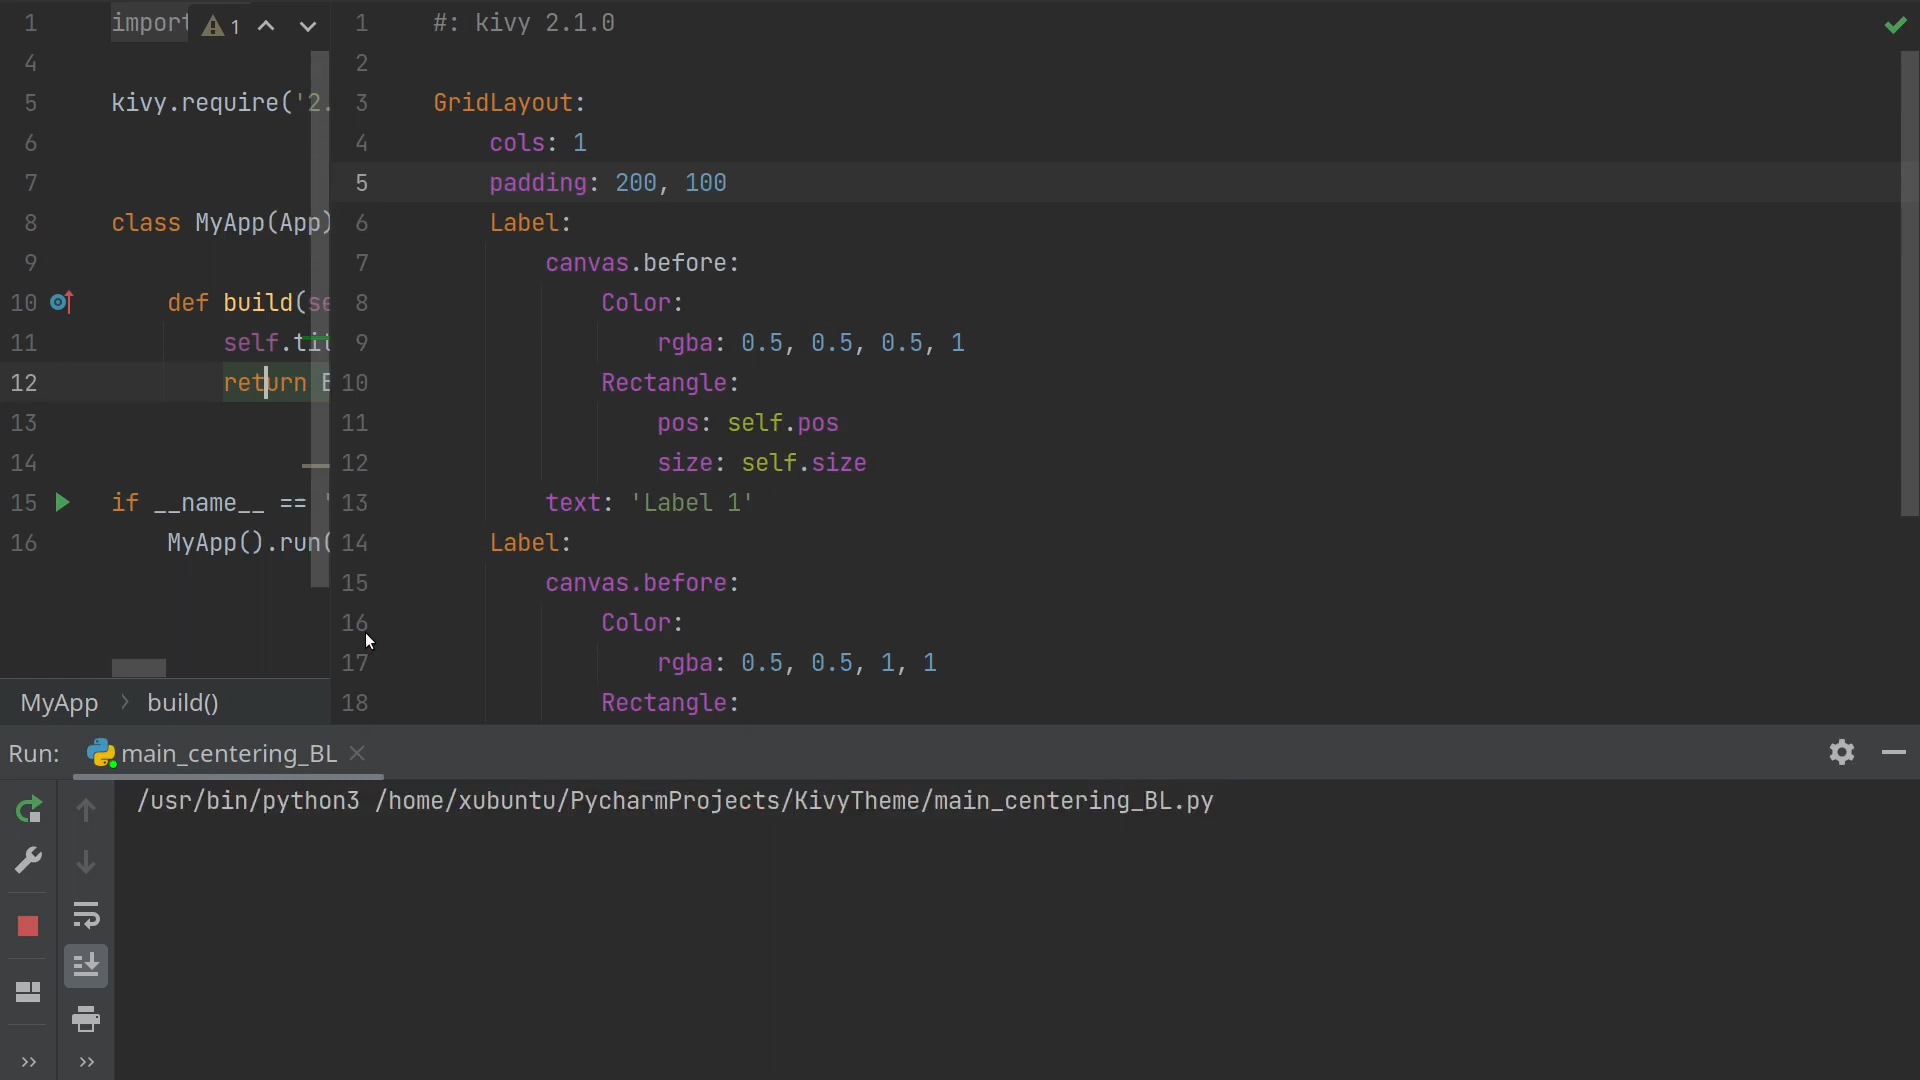 1 import
4
5 kivy.require('2.
6
7
8 class MyApp(App)
9
10 def build(se
11 self.tit
12 return B
13
14
15 if __name__ == '
16 MyApp().run(
1
MyApp > build()
1 #: kivy 2.1.0
2
3 GridLayout:
4 cols: 1
5 padding: 200, 100
6 Label:
7 canvas.before:
8 Color:
9 rgba: 0.5, 0.5, 0.5, 1
10 Rectangle:
11 pos: self.pos
12 size: self.size
13 text: 'Label 1'
14 Label:
15 canvas.before:
16 Color:
17 rgba: 0.5, 0.5, 1, 1
18 Rectangle:
Run: main_centering_BL
/usr/bin/python3 /home/xubuntu/PycharmProjects/KivyTheme/main_centering_BL.py